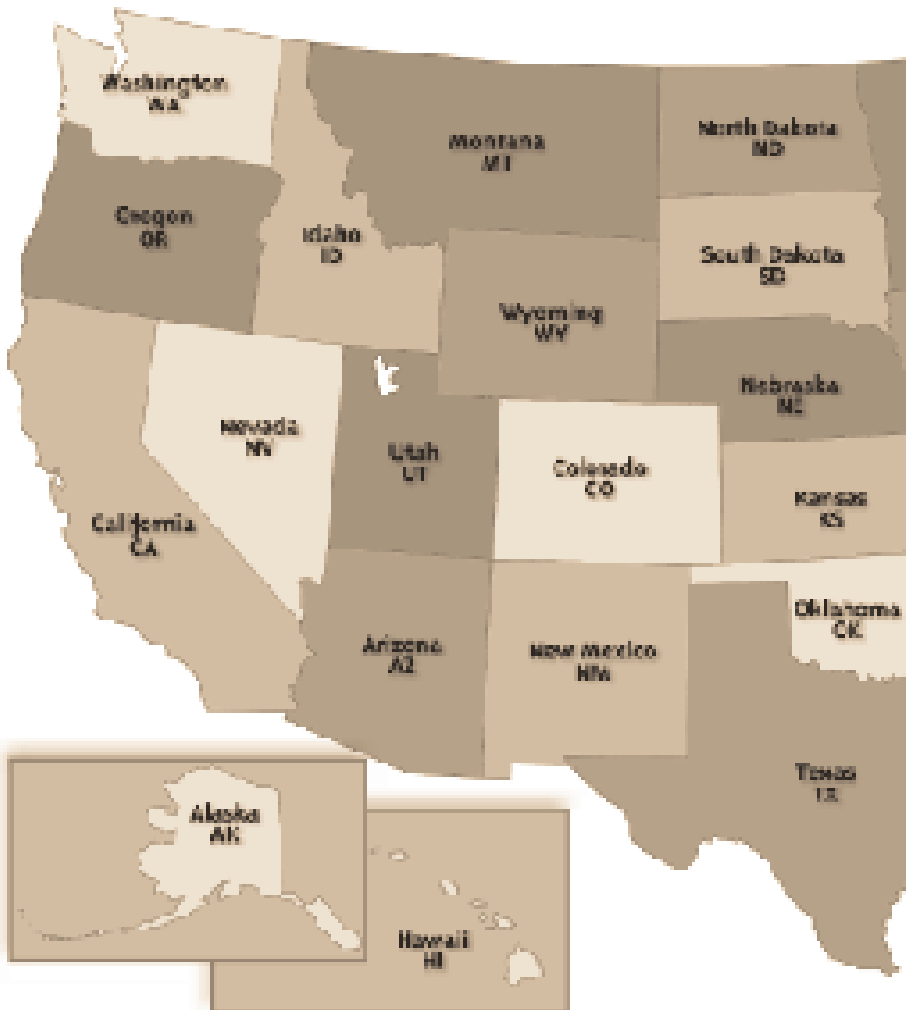 Washington
WA
Montana
MT
North Dakota
ND
Oregon
OR
Idaho
ID
South Dakota
SD
Wyoming
WY
Nebraska
NE
Nevada
NV
Utah
UT
Colorado
CO
Kansas
KS
California
CA
Oklahoma
OK
Arizona
AZ
New Mexico
NM
Texas
TX
Alaska
AK
Hawaii
HI